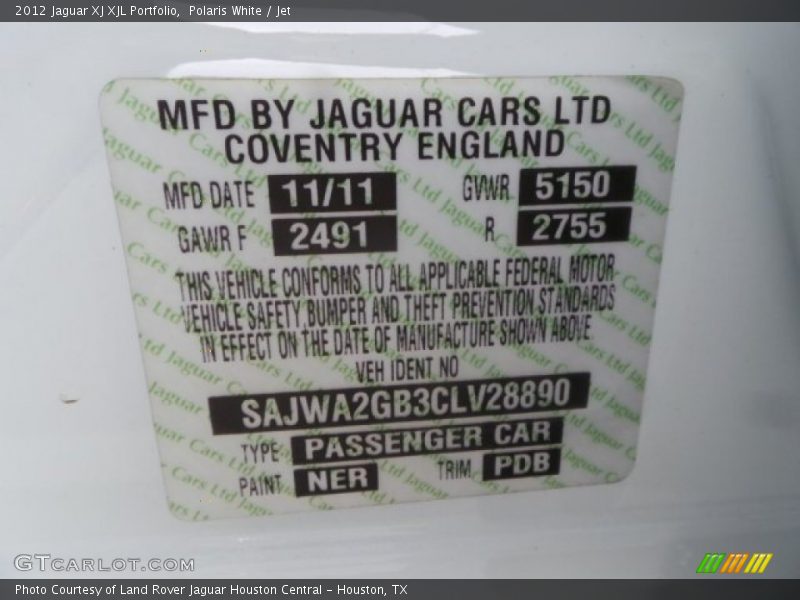 2012 Jaguar XJ XJL Portfolio,  Polaris White / Jet
MFD BY JAGUAR CARS LTD
COVENTRY ENGLAND
MFD DATE 11/11 GVWR 5150
GAWR F 2491 R 2755
THIS VEHICLE CONFORMS TO ALL APPLICABLE FEDERAL MOTOR
VEHICLE SAFETY BUMPER AND THEFT PREVENTION STANDARDS
IN EFFECT ON THE DATE OF MANUFACTURE SHOWN ABOVE.
VEH IDENT NO
SAJWA2GB3CLV28890
TYPE PASSENGER CAR
PAINT NER TRIM PDB
GTCARLOT.COM
Photo Courtesy of Land Rover Jaguar Houston Central – Houston, TX